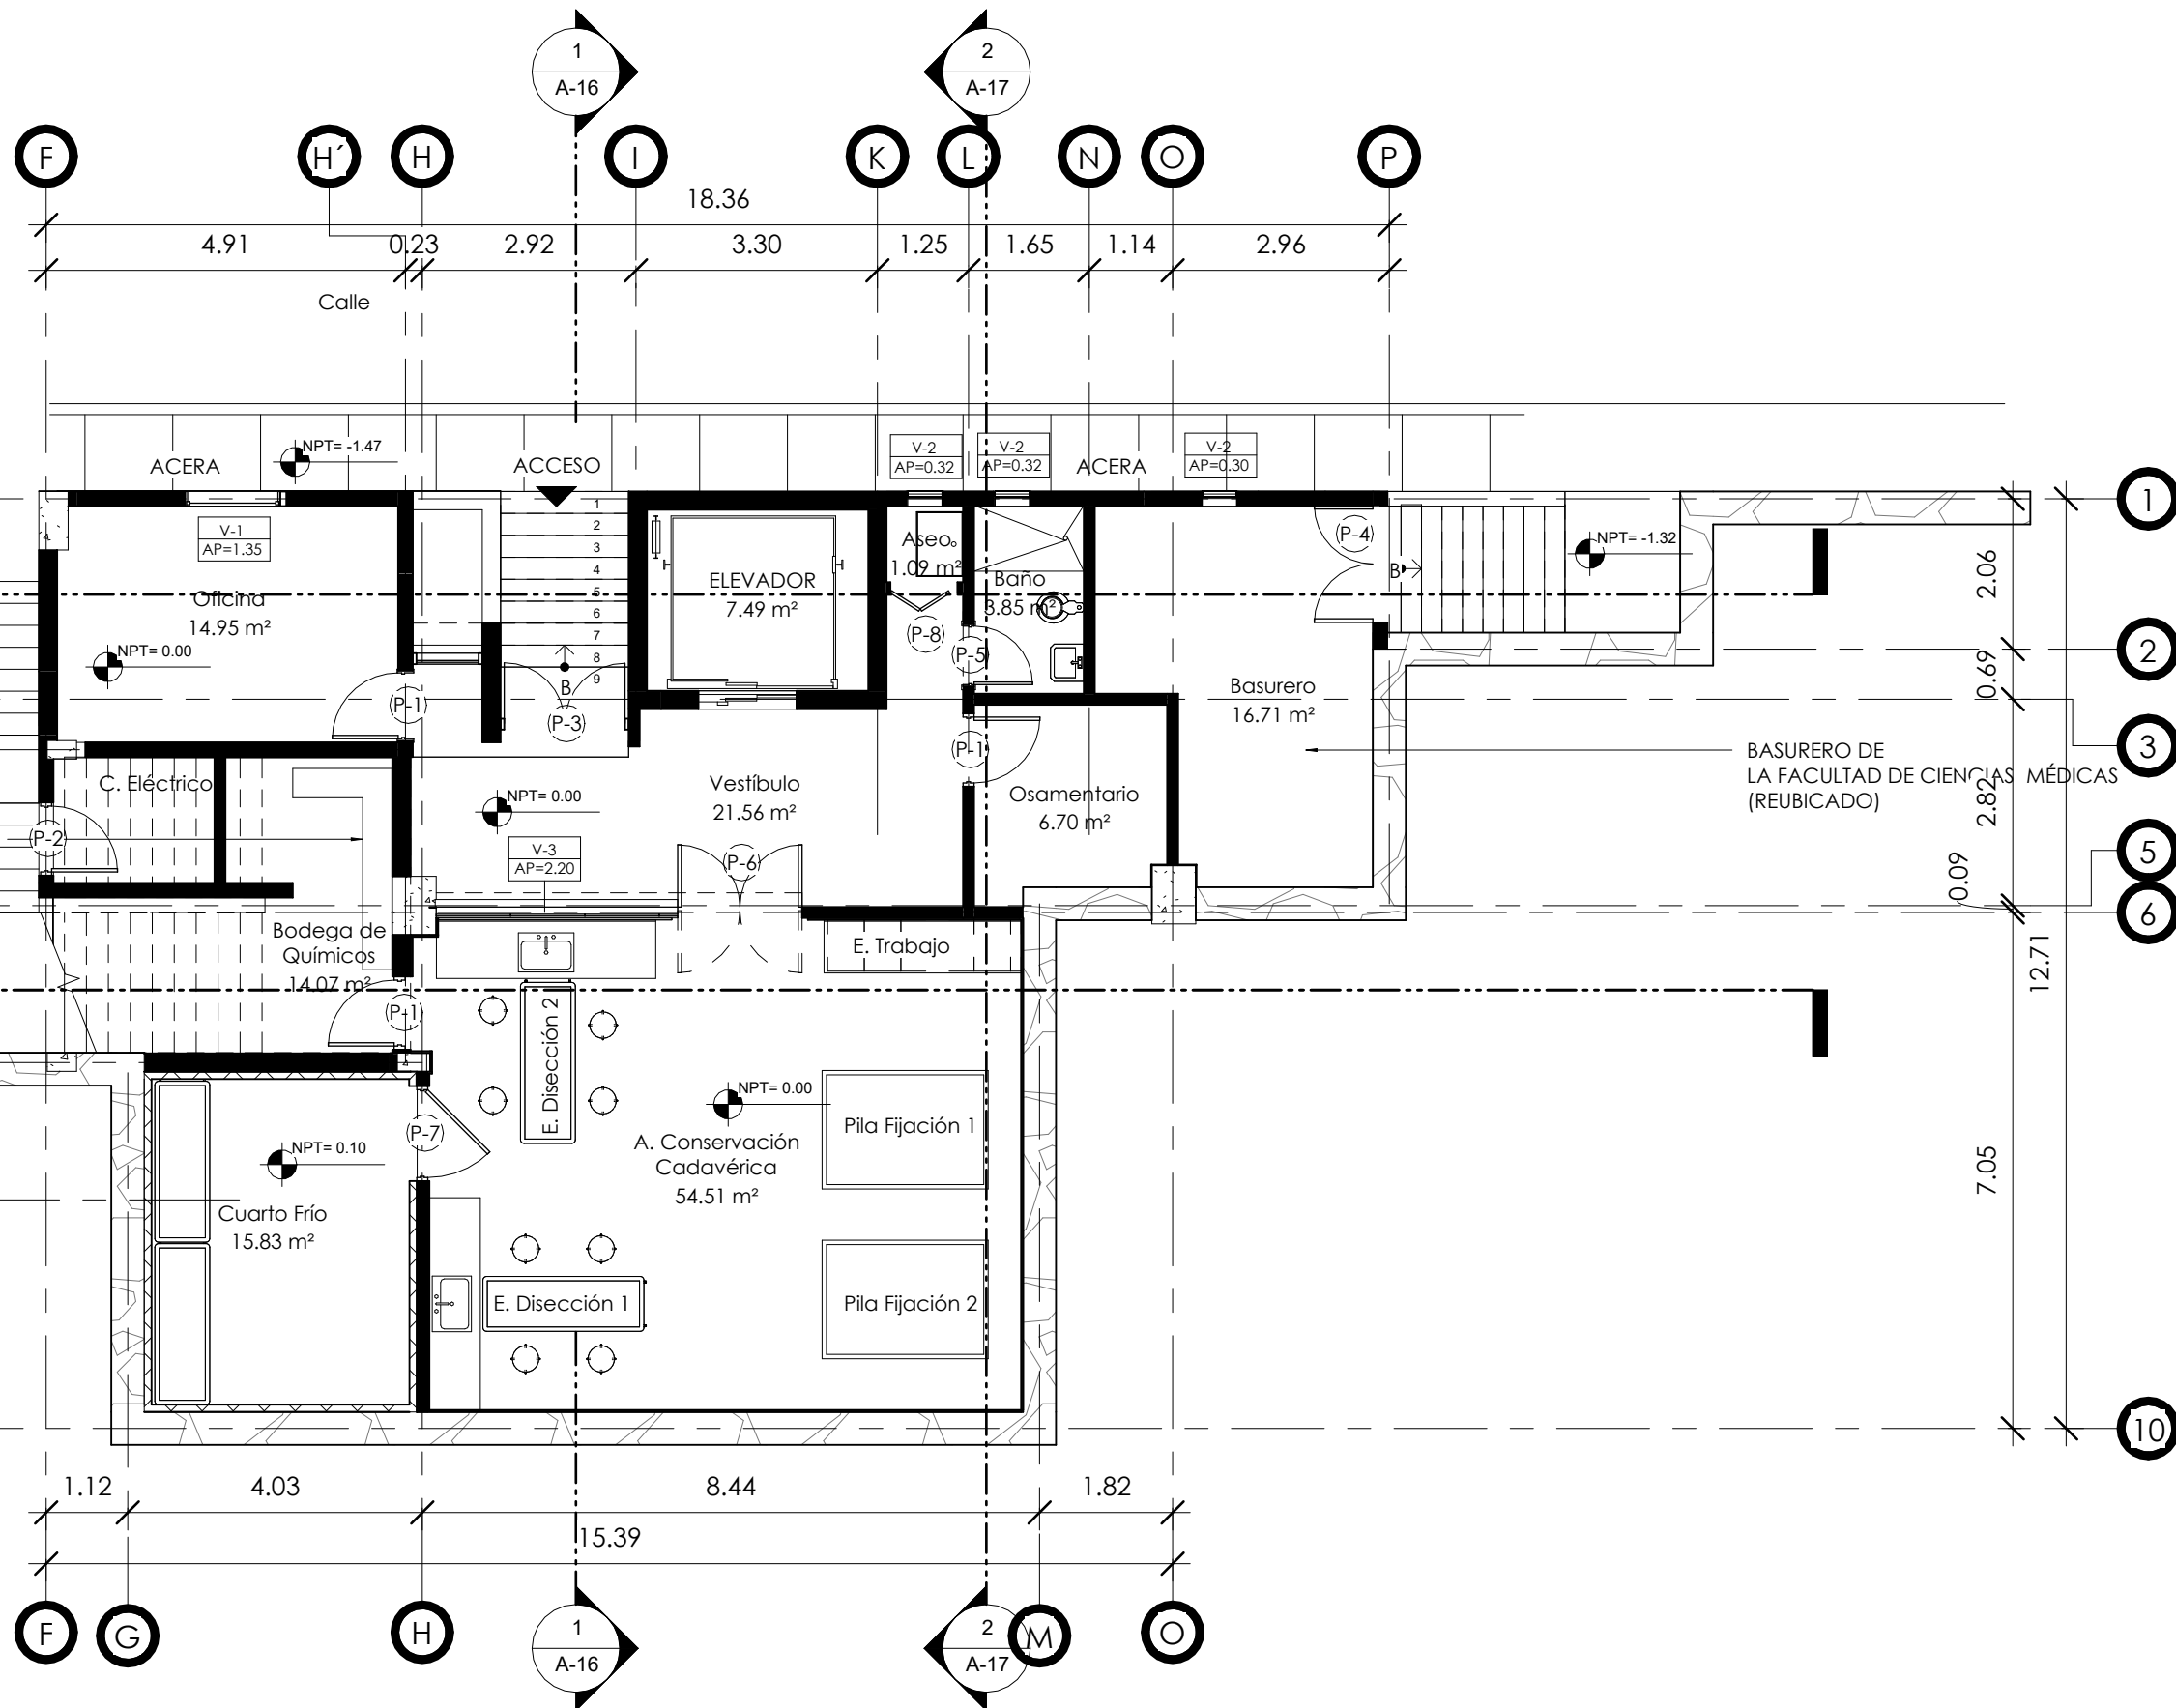 1
A-16
2
A-17
F
H´
H
I
K
L
N
O
P
18.36
4.91
0.23
2.92
3.30
1.25
1.65
1.14
2.96
Calle
ACERA
NPT= -1.47
ACCESO
V-2
AP=0.32
V-2
AP=0.32
ACERA
V-2
AP=0.30
1
V-1
AP=1.35
1
2
3
4
5
6
7
8
9
B
Oficina
14.95 m²
NPT= 0.00
ELEVADOR
7.49 m²
Aseo
1.09 m²
Baño
3.85 m²
P-4
B
NPT= -1.32
2.06
P-8
P-5
2
0.69
P-1
P-3
Basurero
16.71 m²
P-1
3
BASURERO DE
LA FACULTAD DE CIENCIAS MÉDICAS
(REUBICADO)
2.82
C. Eléctrico
Vestíbulo
21.56 m²
NPT= 0.00
Osamentario
6.70 m²
P-2
V-3
AP=2.20
P-6
5
0.09
6
Bodega de
Químicos
14.07 m²
E. Trabajo
12.71
P-1
E. Disección 2
NPT= 0.00
A. Conservación
Cadavérica
54.51 m²
Pila Fijación 1
P-7
NPT= 0.10
Cuarto Frío
15.83 m²
7.05
E. Disección 1
Pila Fijación 2
10
1.12
4.03
8.44
1.82
15.39
F
G
H
1
A-16
2
A-17
M
O